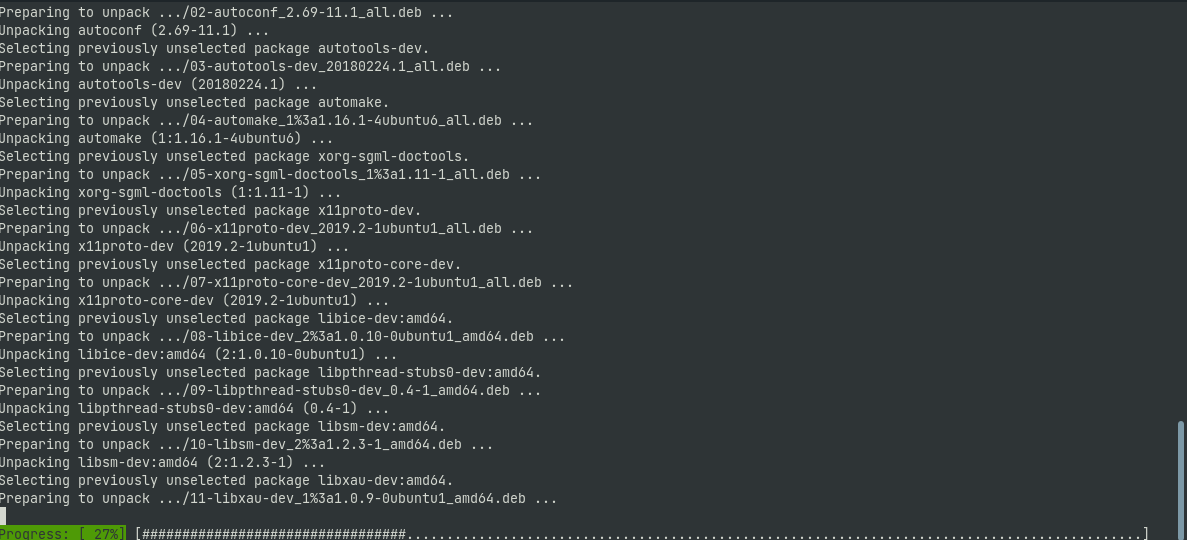 Preparing to unpack .../02-autoconf_2.69-11.1_all.deb ...
Unpacking autoconf (2.69-11.1) ...
Selecting previously unselected package autotools-dev.
Preparing to unpack .../03-autotools-dev_20180224.1_all.deb ...
Unpacking autotools-dev (20180224.1) ...
Selecting previously unselected package automake.
Preparing to unpack .../04-automake_1%3a1.16.1-4ubuntu6_all.deb ...
Unpacking automake (1:1.16.1-4ubuntu6) ...
Selecting previously unselected package xorg-sgml-doctools.
Preparing to unpack .../05-xorg-sgml-doctools_1%3a1.11-1_all.deb ...
Unpacking xorg-sgml-doctools (1:1.11-1) ...
Selecting previously unselected package x11proto-dev.
Preparing to unpack .../06-x11proto-dev_2019.2-1ubuntu1_all.deb ...
Unpacking x11proto-dev (2019.2-1ubuntu1) ...
Selecting previously unselected package x11proto-core-dev.
Preparing to unpack .../07-x11proto-core-dev_2019.2-1ubuntu1_all.deb ...
Unpacking x11proto-core-dev (2019.2-1ubuntu1) ...
Selecting previously unselected package libice-dev:amd64.
Preparing to unpack .../08-libice-dev_2%3a1.0.10-0ubuntu1_amd64.deb ...
Unpacking libice-dev:amd64 (2:1.0.10-0ubuntu1) ...
Selecting previously unselected package libpthread-stubs0-dev:amd64.
Preparing to unpack .../09-libpthread-stubs0-dev_0.4-1_amd64.deb ...
Unpacking libpthread-stubs0-dev:amd64 (0.4-1) ...
Selecting previously unselected package libsm-dev:amd64.
Preparing to unpack .../10-libsm-dev_2%3a1.2.3-1_amd64.deb ...
Unpacking libsm-dev:amd64 (2:1.2.3-1) ...
Selecting previously unselected package libxau-dev:amd64.
Preparing to unpack .../11-libxau-dev_1%3a1.0.9-0ubuntu1_amd64.deb ...
Progress: [ 27%] [#################################............................................................................................]